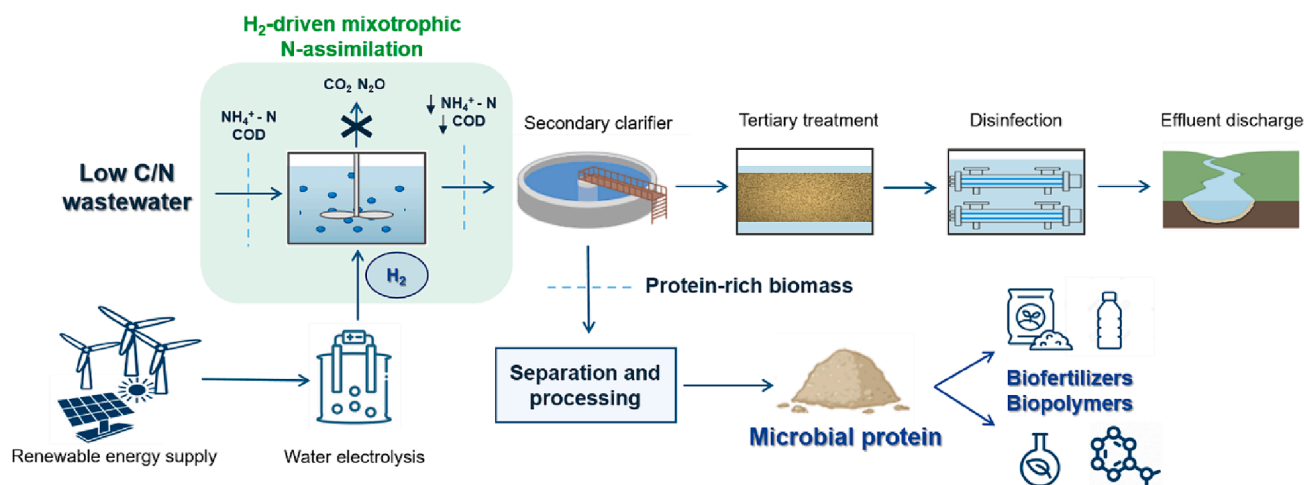 H₂-driven mixotrophic
N-assimilation
CO₂ N₂O
NH₄⁺ - N
COD
↓ NH₄⁺ - N
↓ COD
Low C/N
wastewater
H₂
Secondary clarifier
Tertiary treatment
Disinfection
Effluent discharge
Protein-rich biomass
Renewable energy supply
Water electrolysis
Separation and
processing
Microbial protein
Biofertilizers
Biopolymers